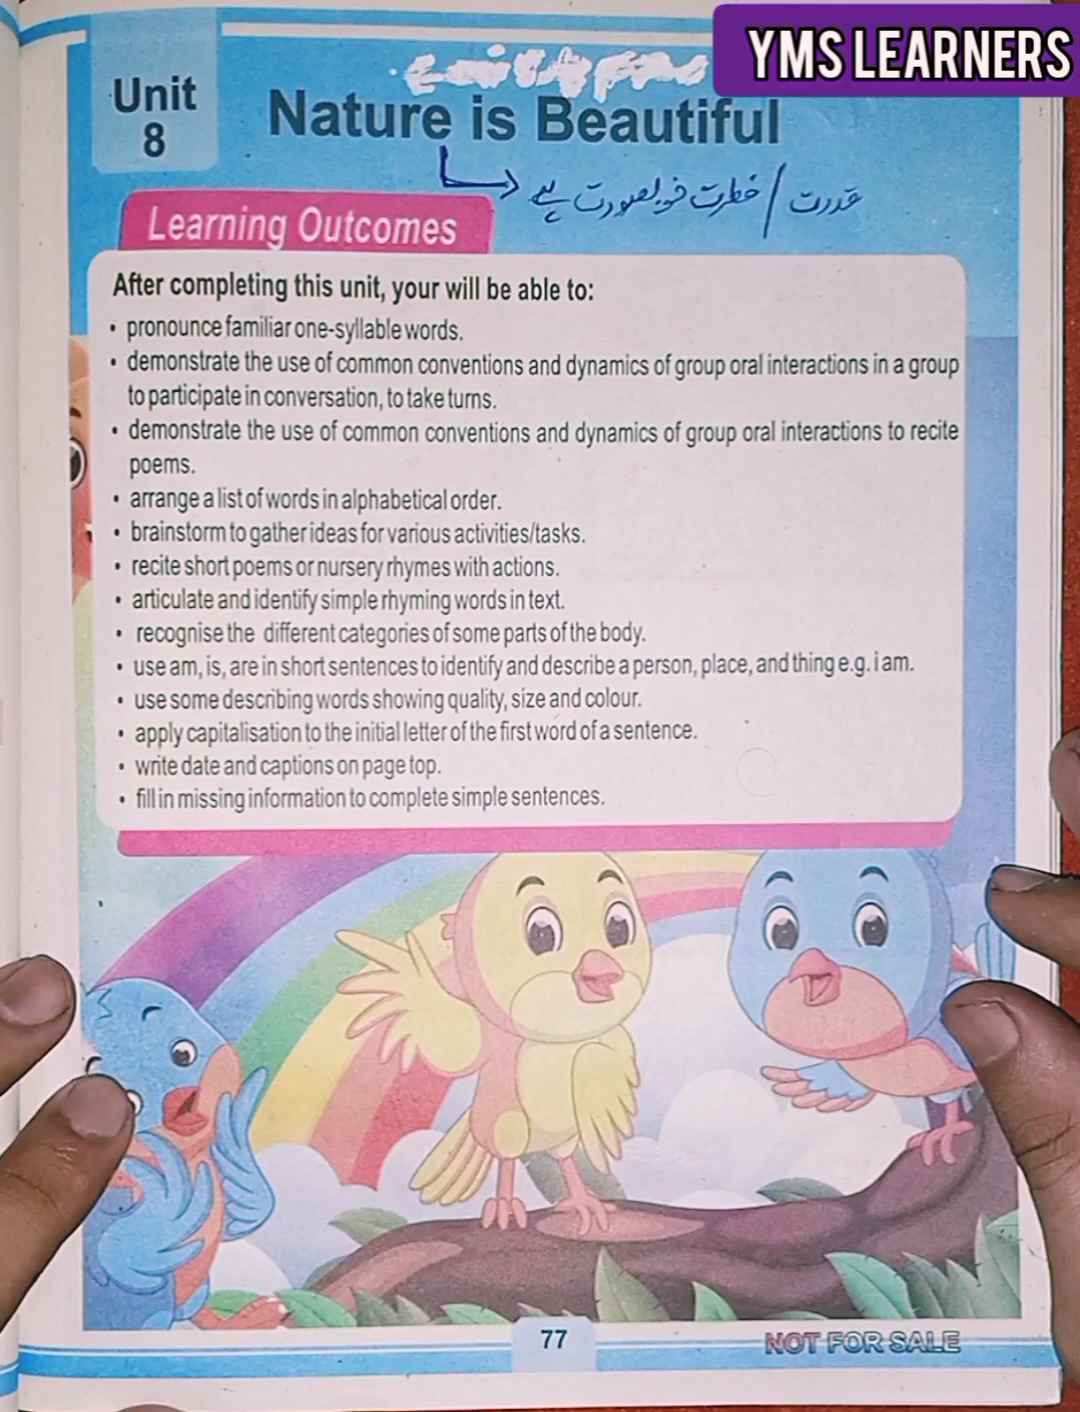 YMS LEARNERS
Unit
8
Nature is Beautiful
قدرت / فطرت خوبصورت ہے
Learning Outcomes
After completing this unit, your will be able to:
• pronounce familiar one-syllable words.
• demonstrate the use of common conventions and dynamics of group oral interactions in a group
to participate in conversation, to take turns.
• demonstrate the use of common conventions and dynamics of group oral interactions to recite
poems.
• arrange a list of words in alphabetical order.
• brainstorm to gather ideas for various activities/tasks.
• recite short poems or nursery rhymes with actions.
• articulate and identify simple rhyming words in text.
• recognise the different categories of some parts of the body.
• use am, is, are in short sentences to identify and describe a person, place, and thing e.g. i am.
• use some describing words showing quality, size and colour.
• apply capitalisation to the initial letter of the first word of a sentence.
• write date and captions on page top.
• fill in missing information to complete simple sentences.
77
NOT FOR SALE